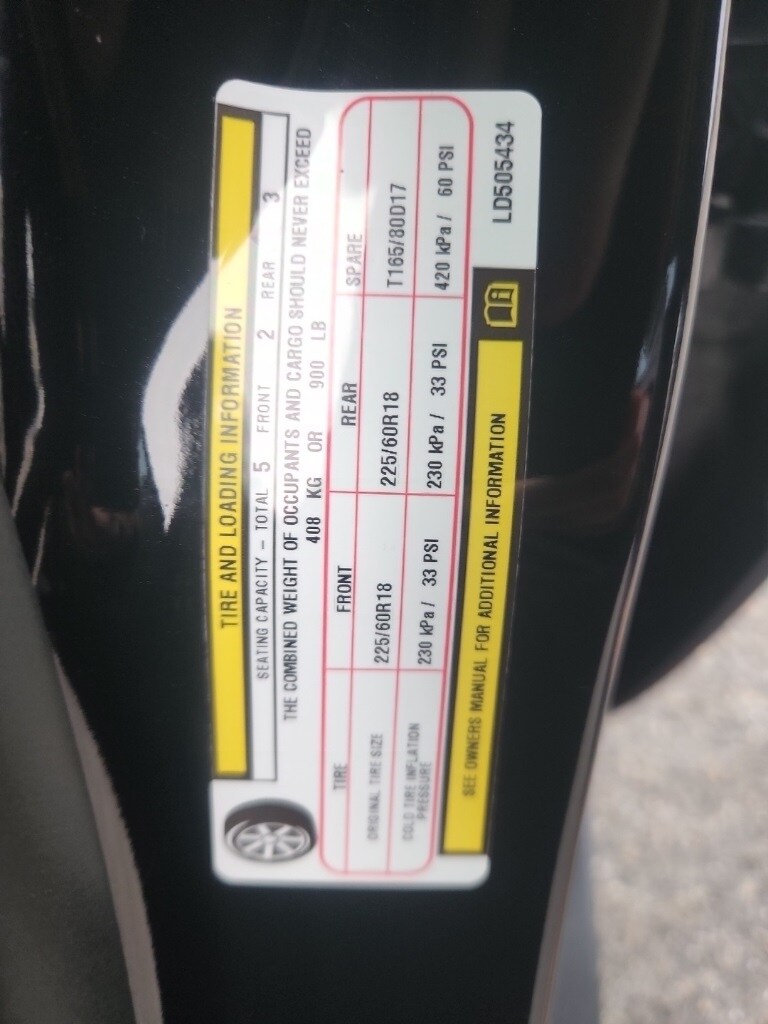 TIRE AND LOADING INFORMATION
SEATING CAPACITY - TOTAL 5 FRONT 2 REAR 3
THE COMBINED WEIGHT OF OCCUPANTS AND CARGO SHOULD NEVER EXCEED
408 KG OR 900 LB
TIRE FRONT REAR SPARE
ORIGINAL TIRE SIZE 225/60R18 225/60R18 T165/80D17
COLD TIRE INFLATION PRESSURE 230 kPa / 33 PSI 230 kPa / 33 PSI 420 kPa / 60 PSI
SEE OWNERS MANUAL FOR ADDITIONAL INFORMATION
LD505434